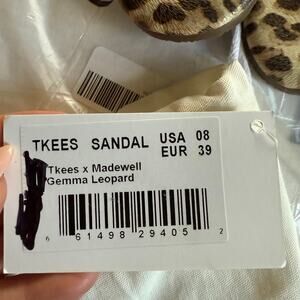 TKEES SANDAL USA 08
EUR 39
Tkees x Madewell
Gemma Leopard
6 61498 29405 2